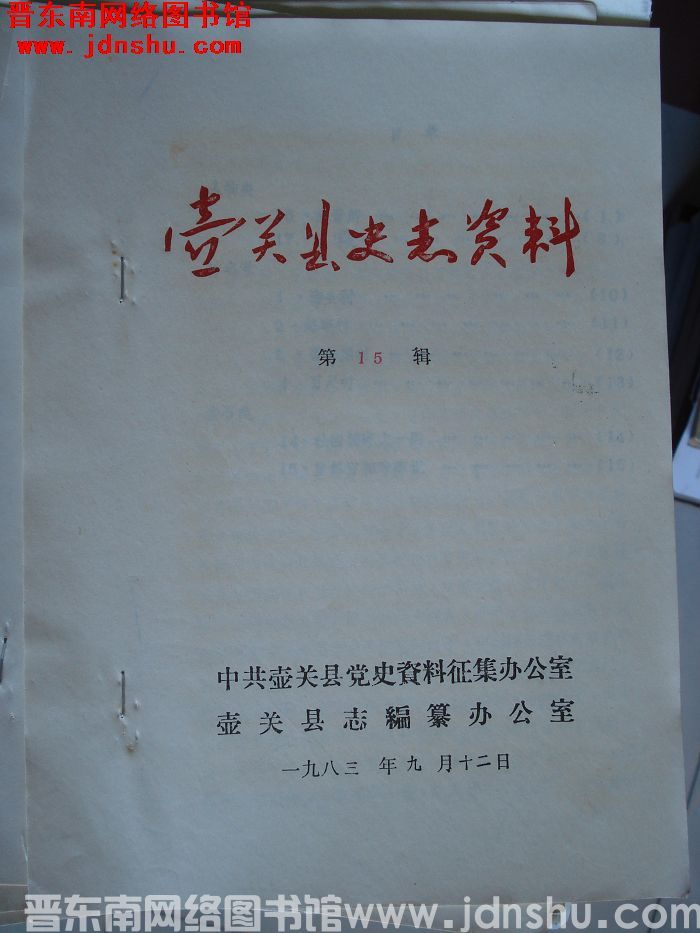 晋东南网络图书馆
www.jdnshu.com
壶关县史志资料
第 15 辑
中共壶关县党史資料征集办公室
壶关县志编纂办公室
一九八三 年 九 月十二日
晋东南网络图书馆www.jdnshu.com